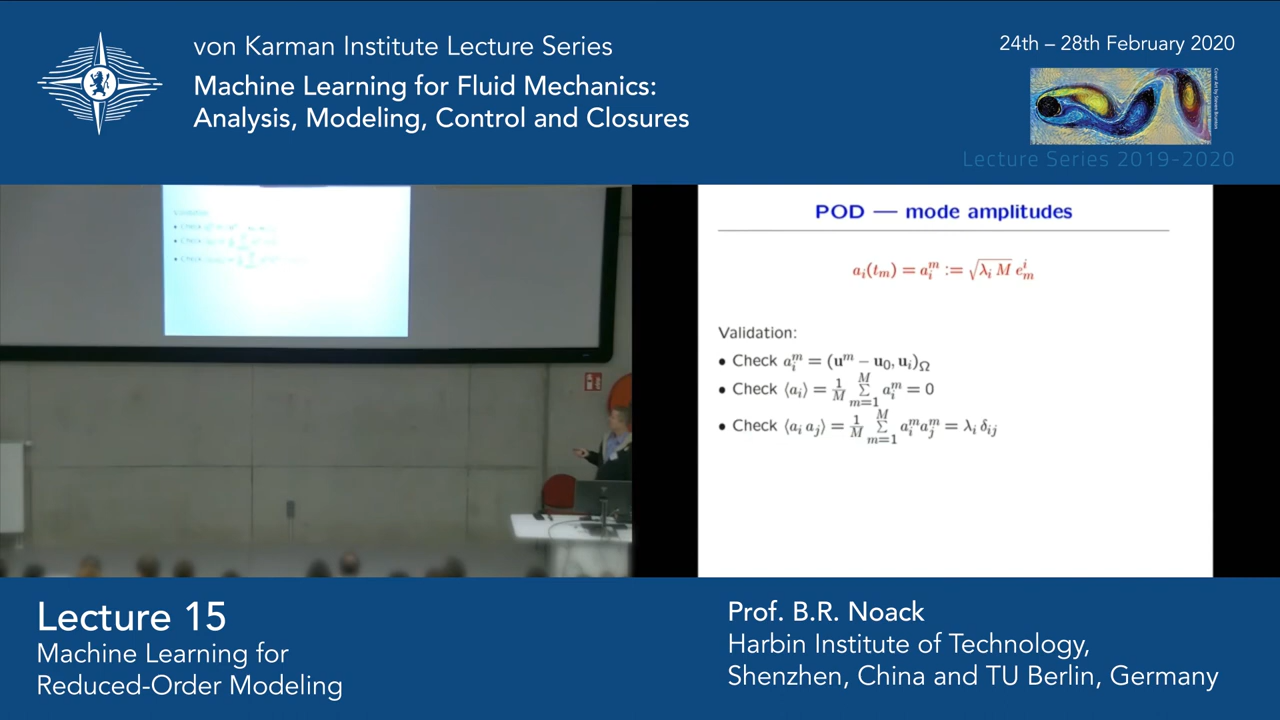 von Karman Institute Lecture Series
Machine Learning for Fluid Mechanics:
Analysis, Modeling, Control and Closures
24th – 28th February 2020
Lecture Series 2019-2020
POD — mode amplitudes
a_i(t_m) = a_i^m := √(λ_i M) e_m^i
Validation:
• Check a_i^m = (u^m − u_0, u_i)_Ω
• Check ⟨a_i⟩ = 1/M ∑_{m=1}^{M} a_i^m = 0
• Check ⟨a_i a_j⟩ = 1/M ∑_{m=1}^{M} a_i^m a_j^m = λ_i δ_{ij}
Lecture 15
Machine Learning for
Reduced-Order Modeling
Prof. B.R. Noack
Harbin Institute of Technology,
Shenzhen, China and TU Berlin, Germany